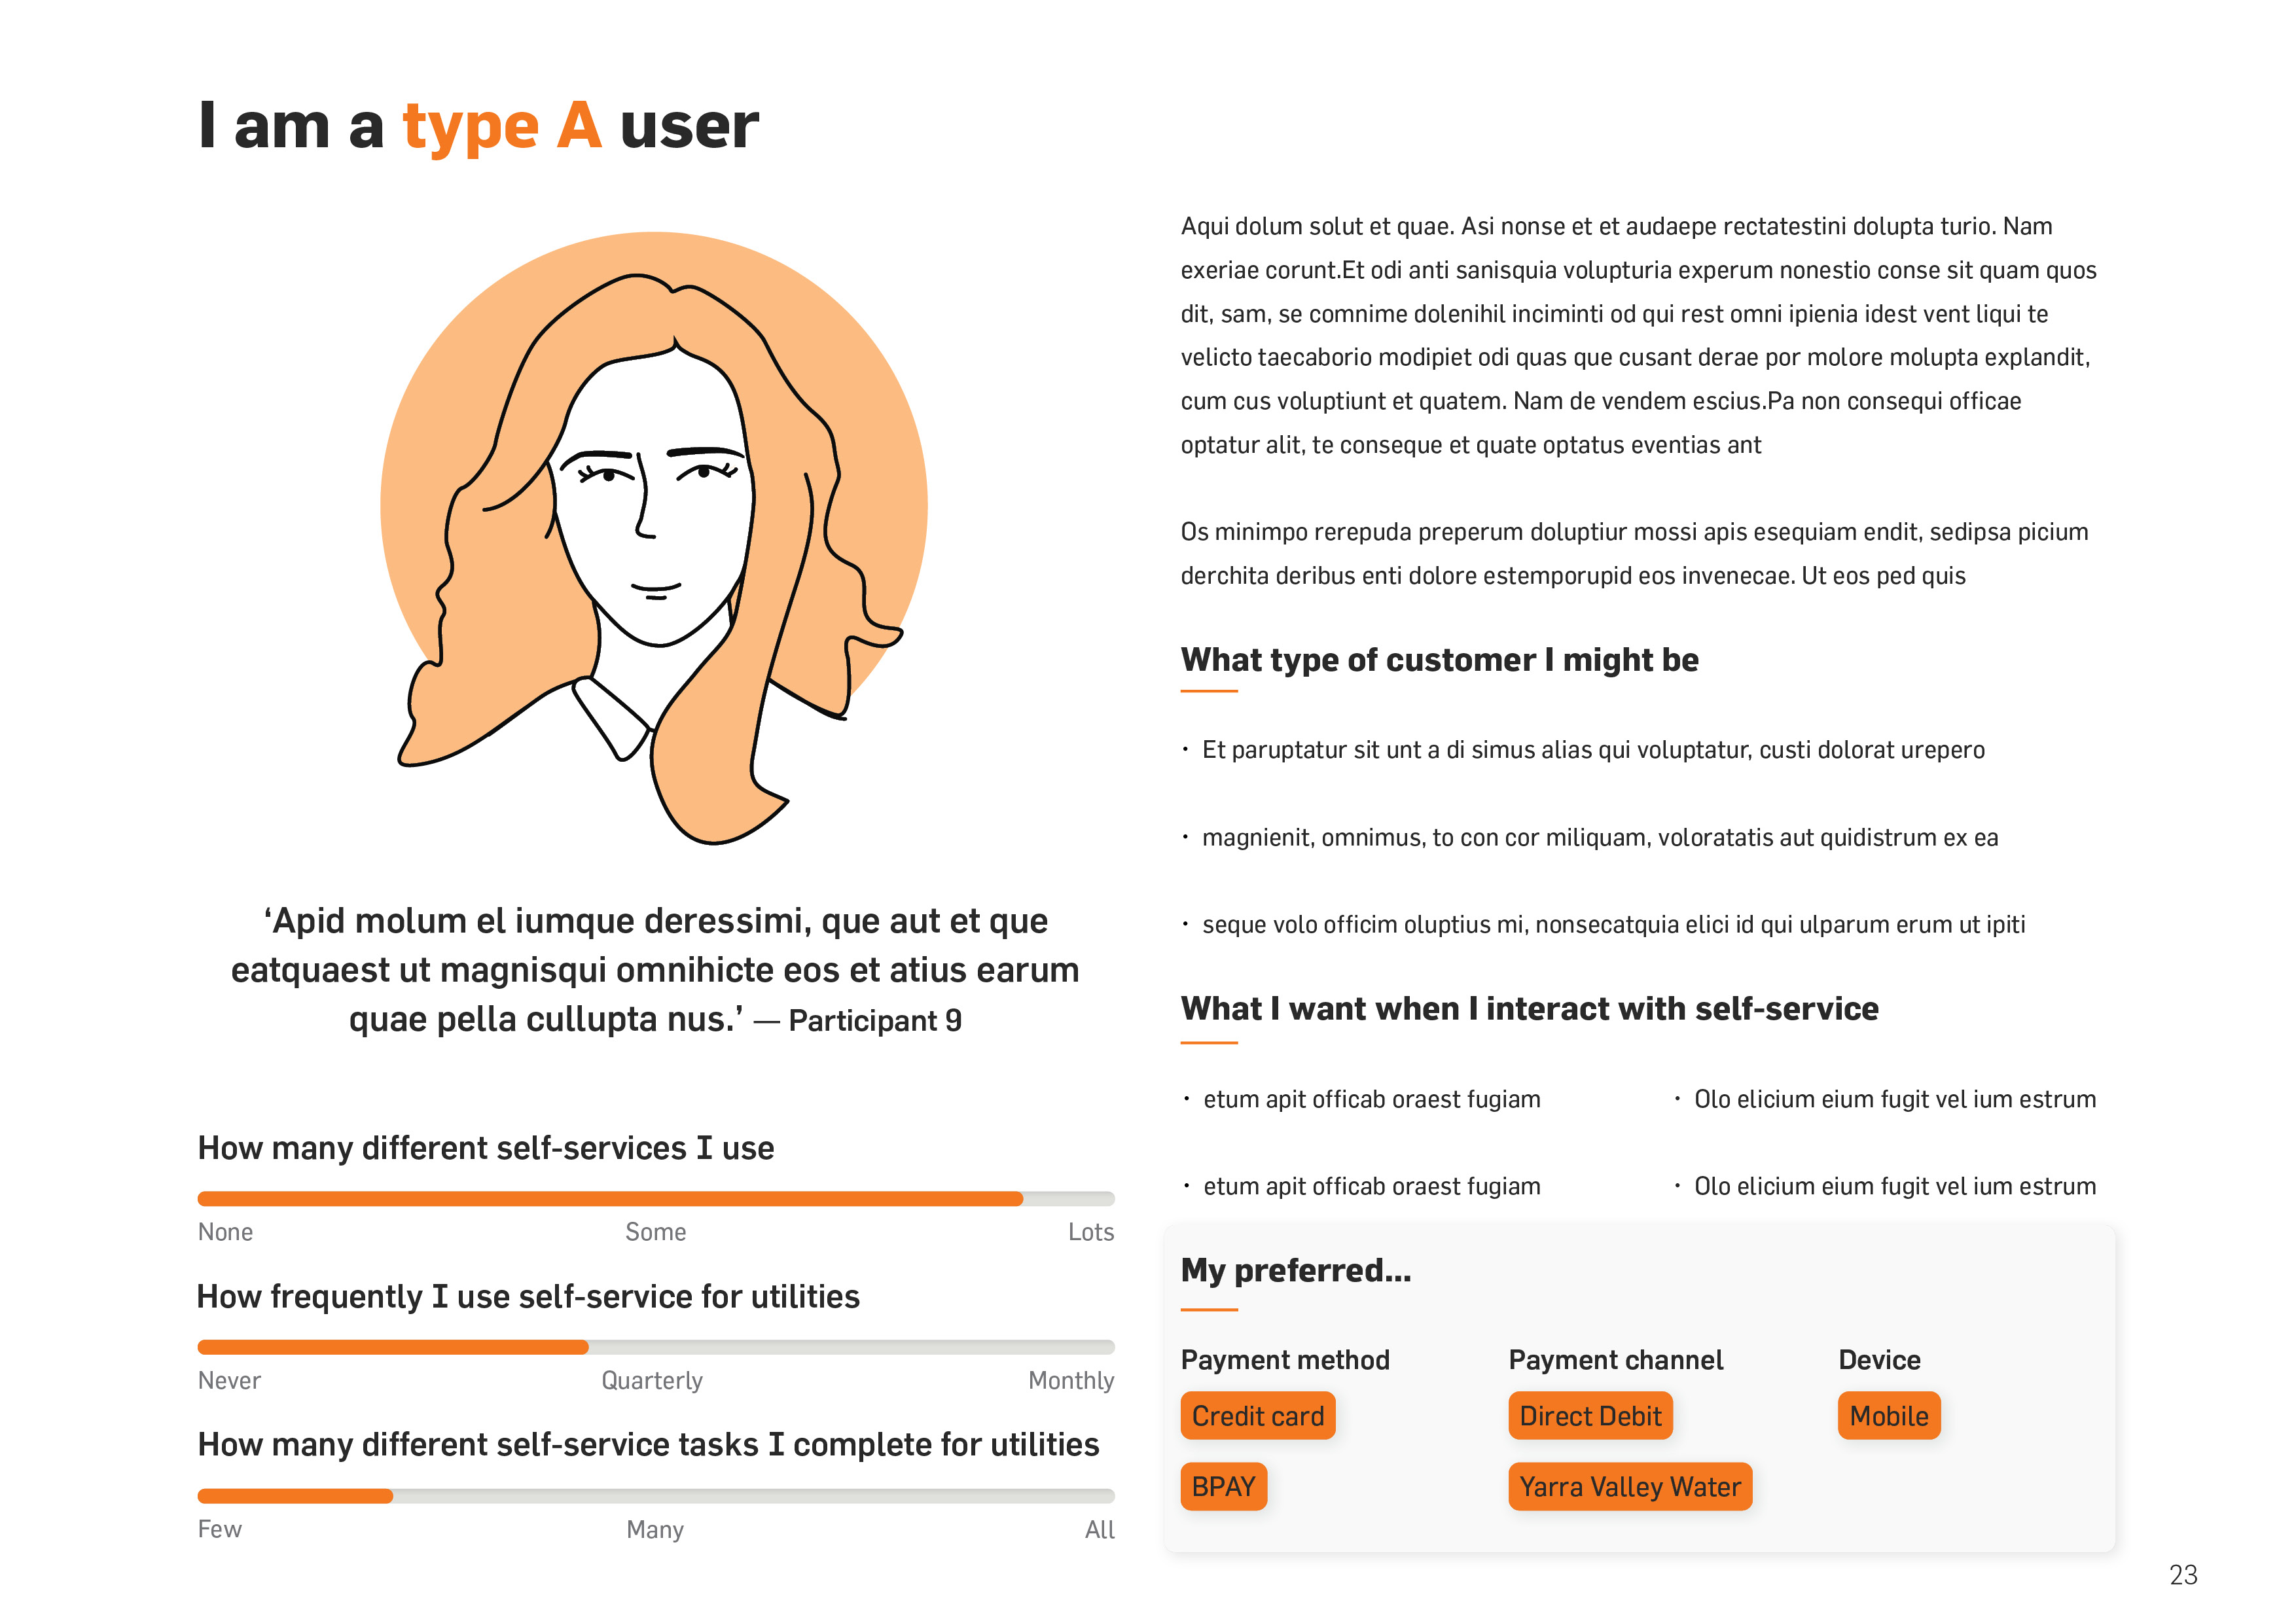 I am a type A user
‘Apid molum el iumque deressimi, que aut et que
eatquaest ut magnisqui omnihicte eos et atius earum
quae pella cullupta nus.’ — Participant 9
How many different self-services I use
None Some Lots
How frequently I use self-service for utilities
Never Quarterly Monthly
How many different self-service tasks I complete for utilities
Few Many All
Aqui dolum solut et quae. Asi nonse et et audaepe rectatestini dolupta turio. Nam
exeriae corunt.Et odi anti sanisquia volupturia experum nonestio conse sit quam quos
dit, sam, se comnime dolenihil inciminti od qui rest omni ipienia idest vent liqui te
velicto taecaborio modipiet odi quas que cusant derae por molore molupta explandit,
cum cus voluptiunt et quatem. Nam de vendem escius.Pa non consequi officae
optatur alit, te conseque et quate optatus eventias ant
Os minimpo rerepuda preperum doluptiur mossi apis esequiam endit, sedipsa picium
derchita deribus enti dolore estemporupid eos invenecae. Ut eos ped quis
What type of customer I might be
• Et paruptatur sit unt a di simus alias qui voluptatur, custi dolorat urepero
• magnienit, omnimus, to con cor miliquam, voloratatis aut quidistrum ex ea
• seque volo officim oluptius mi, nonsecatquia elici id qui ulparum erum ut ipiti
What I want when I interact with self-service
• etum apit officab oraest fugiam • Olo elicium eium fugit vel ium estrum
• etum apit officab oraest fugiam • Olo elicium eium fugit vel ium estrum
My preferred...
Payment method Payment channel Device
Credit card Direct Debit Mobile
BPAY Yarra Valley Water
23